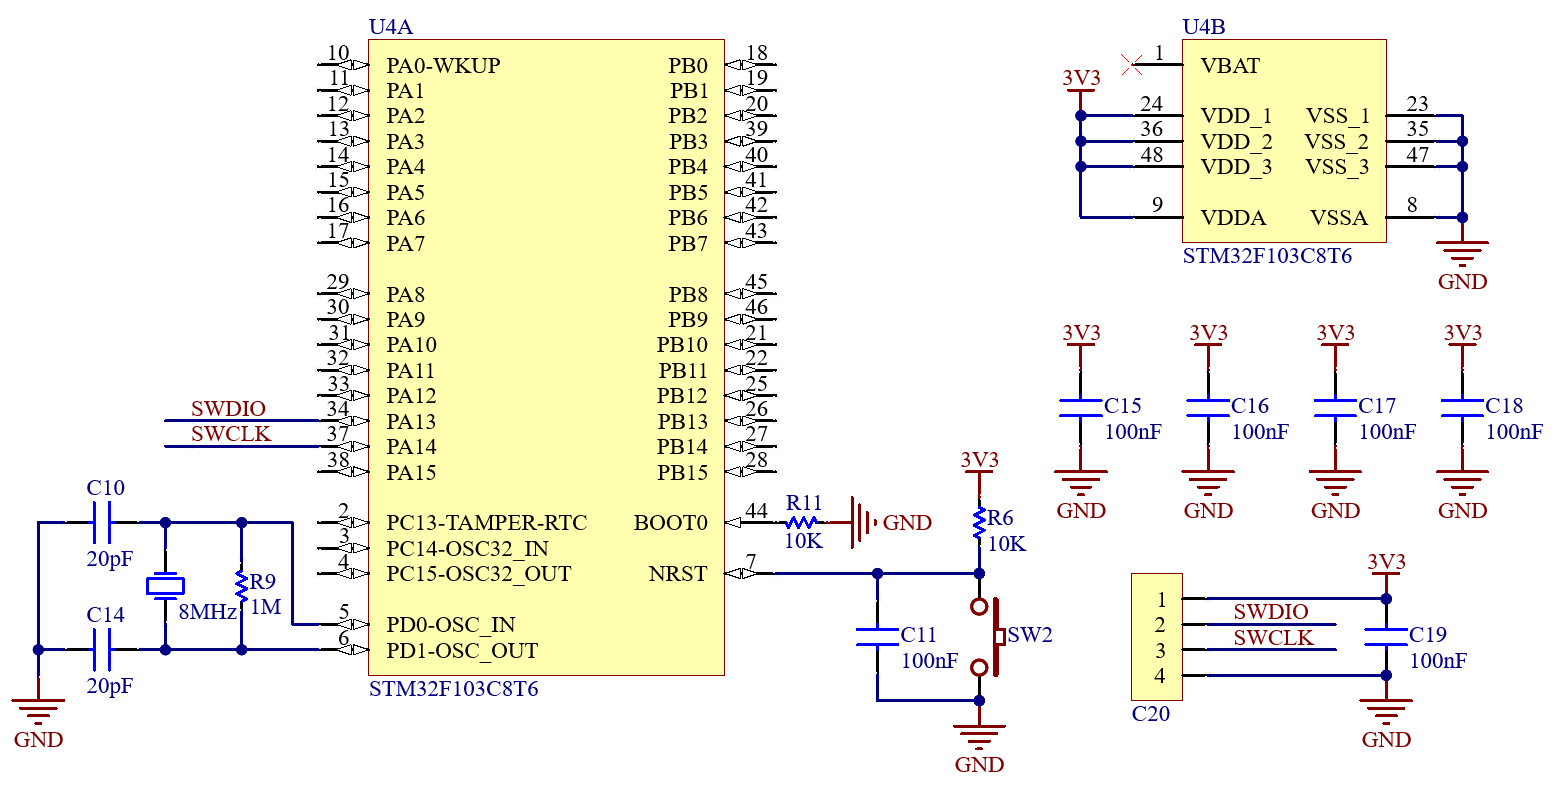 U4A
10 PA0-WKUP PB0 18
11 PA1 PB1 19
12 PA2 PB2 20
13 PA3 PB3 39
14 PA4 PB4 40
15 PA5 PB5 41
16 PA6 PB6 42
17 PA7 PB7 43
29 PA8 PB8 45
30 PA9 PB9 46
31 PA10 PB10 21
32 PA11 PB11 22
33 PA12 PB12 25
SWDIO 34 PA13 PB13 26
SWCLK 37 PA14 PB14 27
38 PA15 PB15 28
2 PC13-TAMPER-RTC BOOT0 44
3 PC14-OSC32_IN
4 PC15-OSC32_OUT NRST 7
5 PD0-OSC_IN
6 PD1-OSC_OUT
STM32F103C8T6
C10
20pF
8MHz
R9
1M
C14
20pF
GND
R11
10K
GND
3V3
R6
10K
C11
100nF
SW2
GND
U4B
1 VBAT
3V3
24 VDD_1 VSS_1 23
36 VDD_2 VSS_2 35
48 VDD_3 VSS_3 47
9 VDDA VSSA 8
STM32F103C8T6
GND
3V3 3V3 3V3 3V3
C15 C16 C17 C18
100nF 100nF 100nF 100nF
GND GND GND GND
3V3
1
2 SWDIO
3 SWCLK
4
C20
C19
100nF
GND